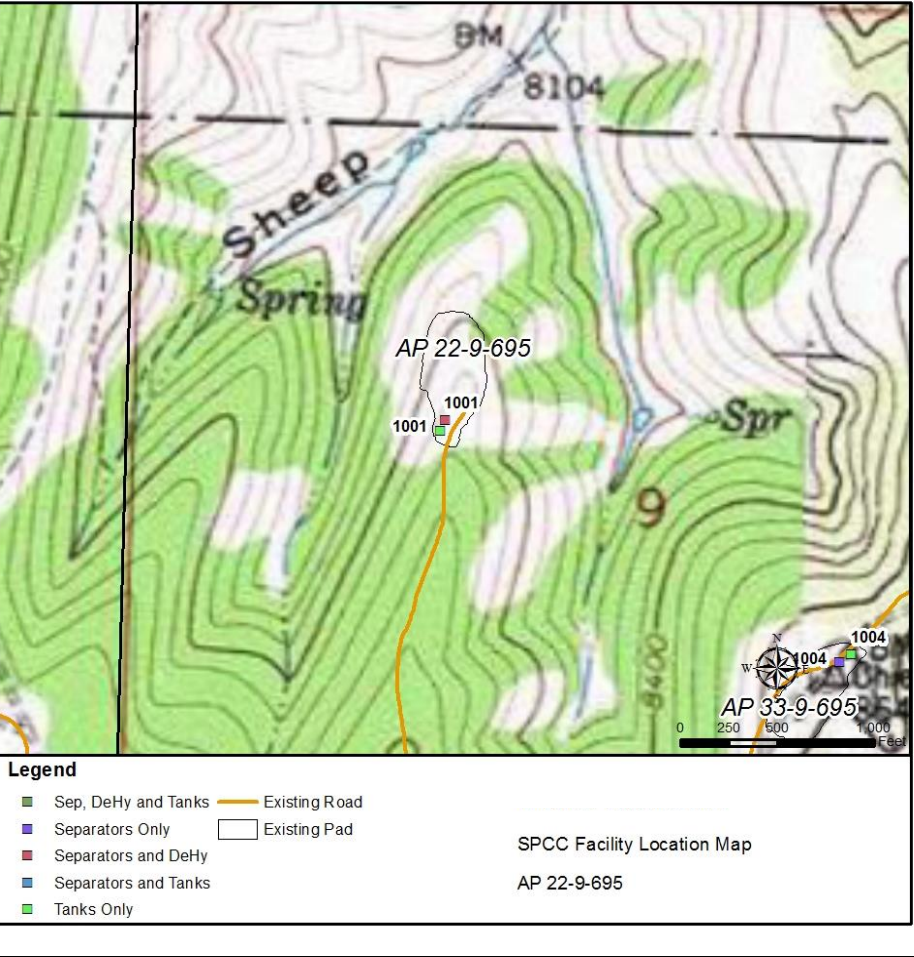 BM
8104
Sheep
Spring
AP 22-9-695
1001
1001
Spr
9
8400
1004
N
W
E
1004
AP 33-9-695
0 250 500 1,000
Feet
Legend
Sep, DeHy and Tanks
Existing Road
Separators Only
Existing Pad
Separators and DeHy
SPCC Facility Location Map
Separators and Tanks
AP 22-9-695
Tanks Only